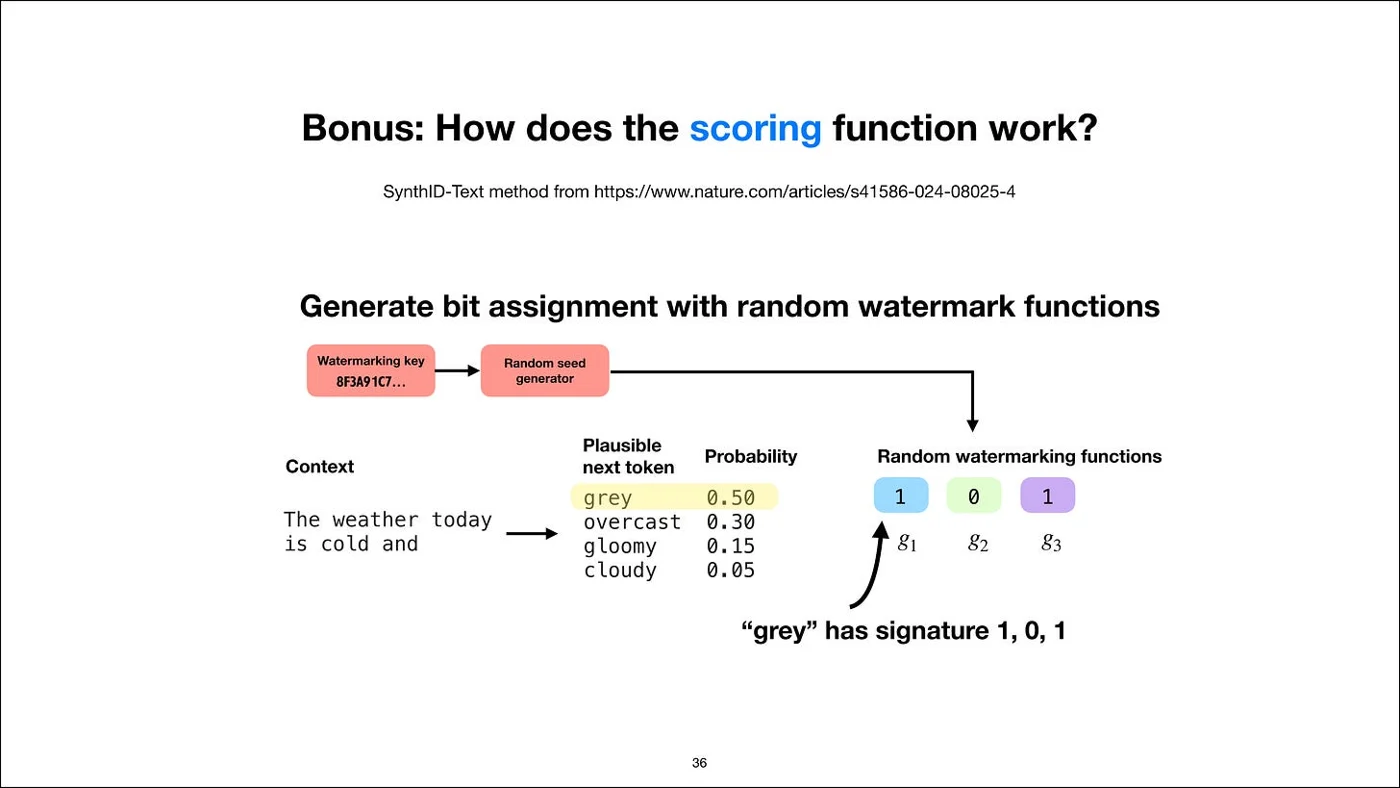 Bonus: How does the scoring function work?
SynthID-Text method from https://www.nature.com/articles/s41586-024-08025-4
Generate bit assignment with random watermark functions
Watermarking key
8F3A91C7...
Random seed
generator
Context
The weather today
is cold and
Plausible
next token
Probability
grey 0.50
overcast 0.30
gloomy 0.15
cloudy 0.05
Random watermarking functions
1 0 1
g1 g2 g3
“grey” has signature 1, 0, 1
36